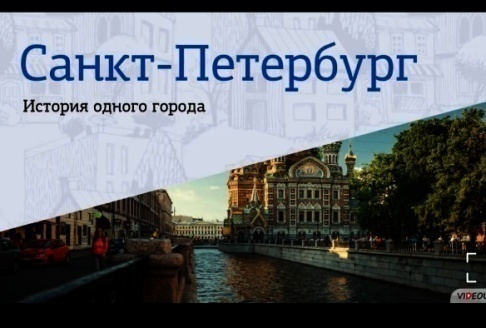 Санкт-Петербург
История одного города